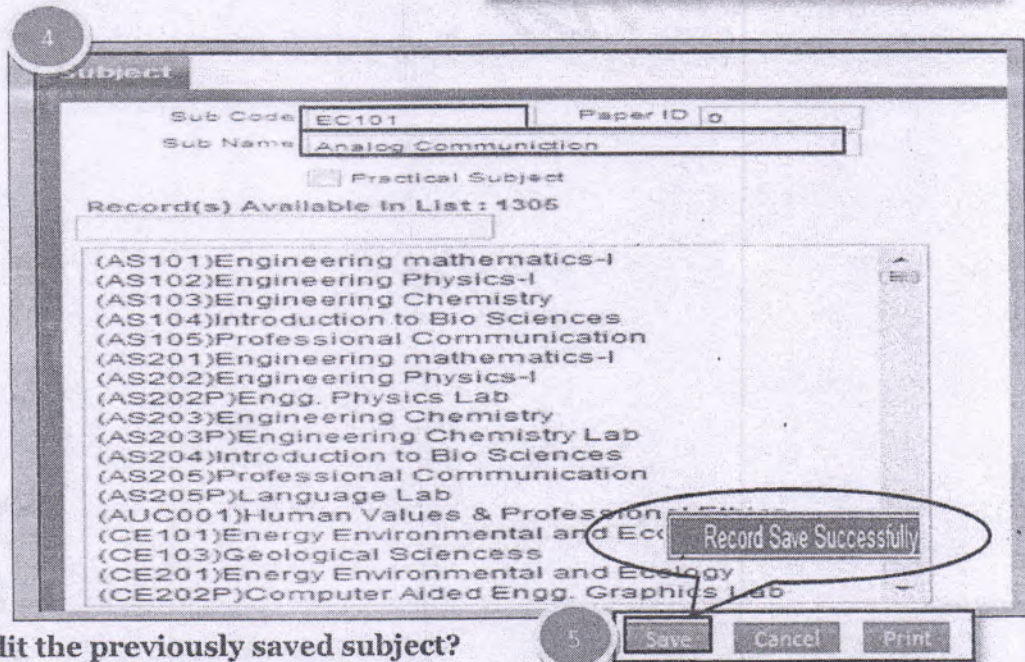 4
Subject
Sub Code EC101 Paper ID 0
Sub Name Analog Communiction
Practical Subject
Record(s) Available In List : 1305
(AS101)Engineering mathematics-I
(AS102)Engineering Physics-I
(AS103)Engineering Chemistry
(AS104)Introduction to Bio Sciences
(AS105)Professional Communication
(AS201)Engineering mathematics-I
(AS202)Engineering Physics-I
(AS202P)Engg. Physics Lab
(AS203)Engineering Chemistry
(AS203P)Engineering Chemistry Lab
(AS204)Introduction to Bio Sciences
(AS205)Professional Communication
(AS205P)Language Lab
(AUC001)Human Values & Professional Ethics
(CE101)Energy Environmental and Eco
Record Save Successfully
(CE103)Geological Sciencess
(CE201)Energy Environmental and Ecology
(CE202P)Computer Aided Engg. Graphics Lab
dit the previously saved subject?
5 Save Cancel Print